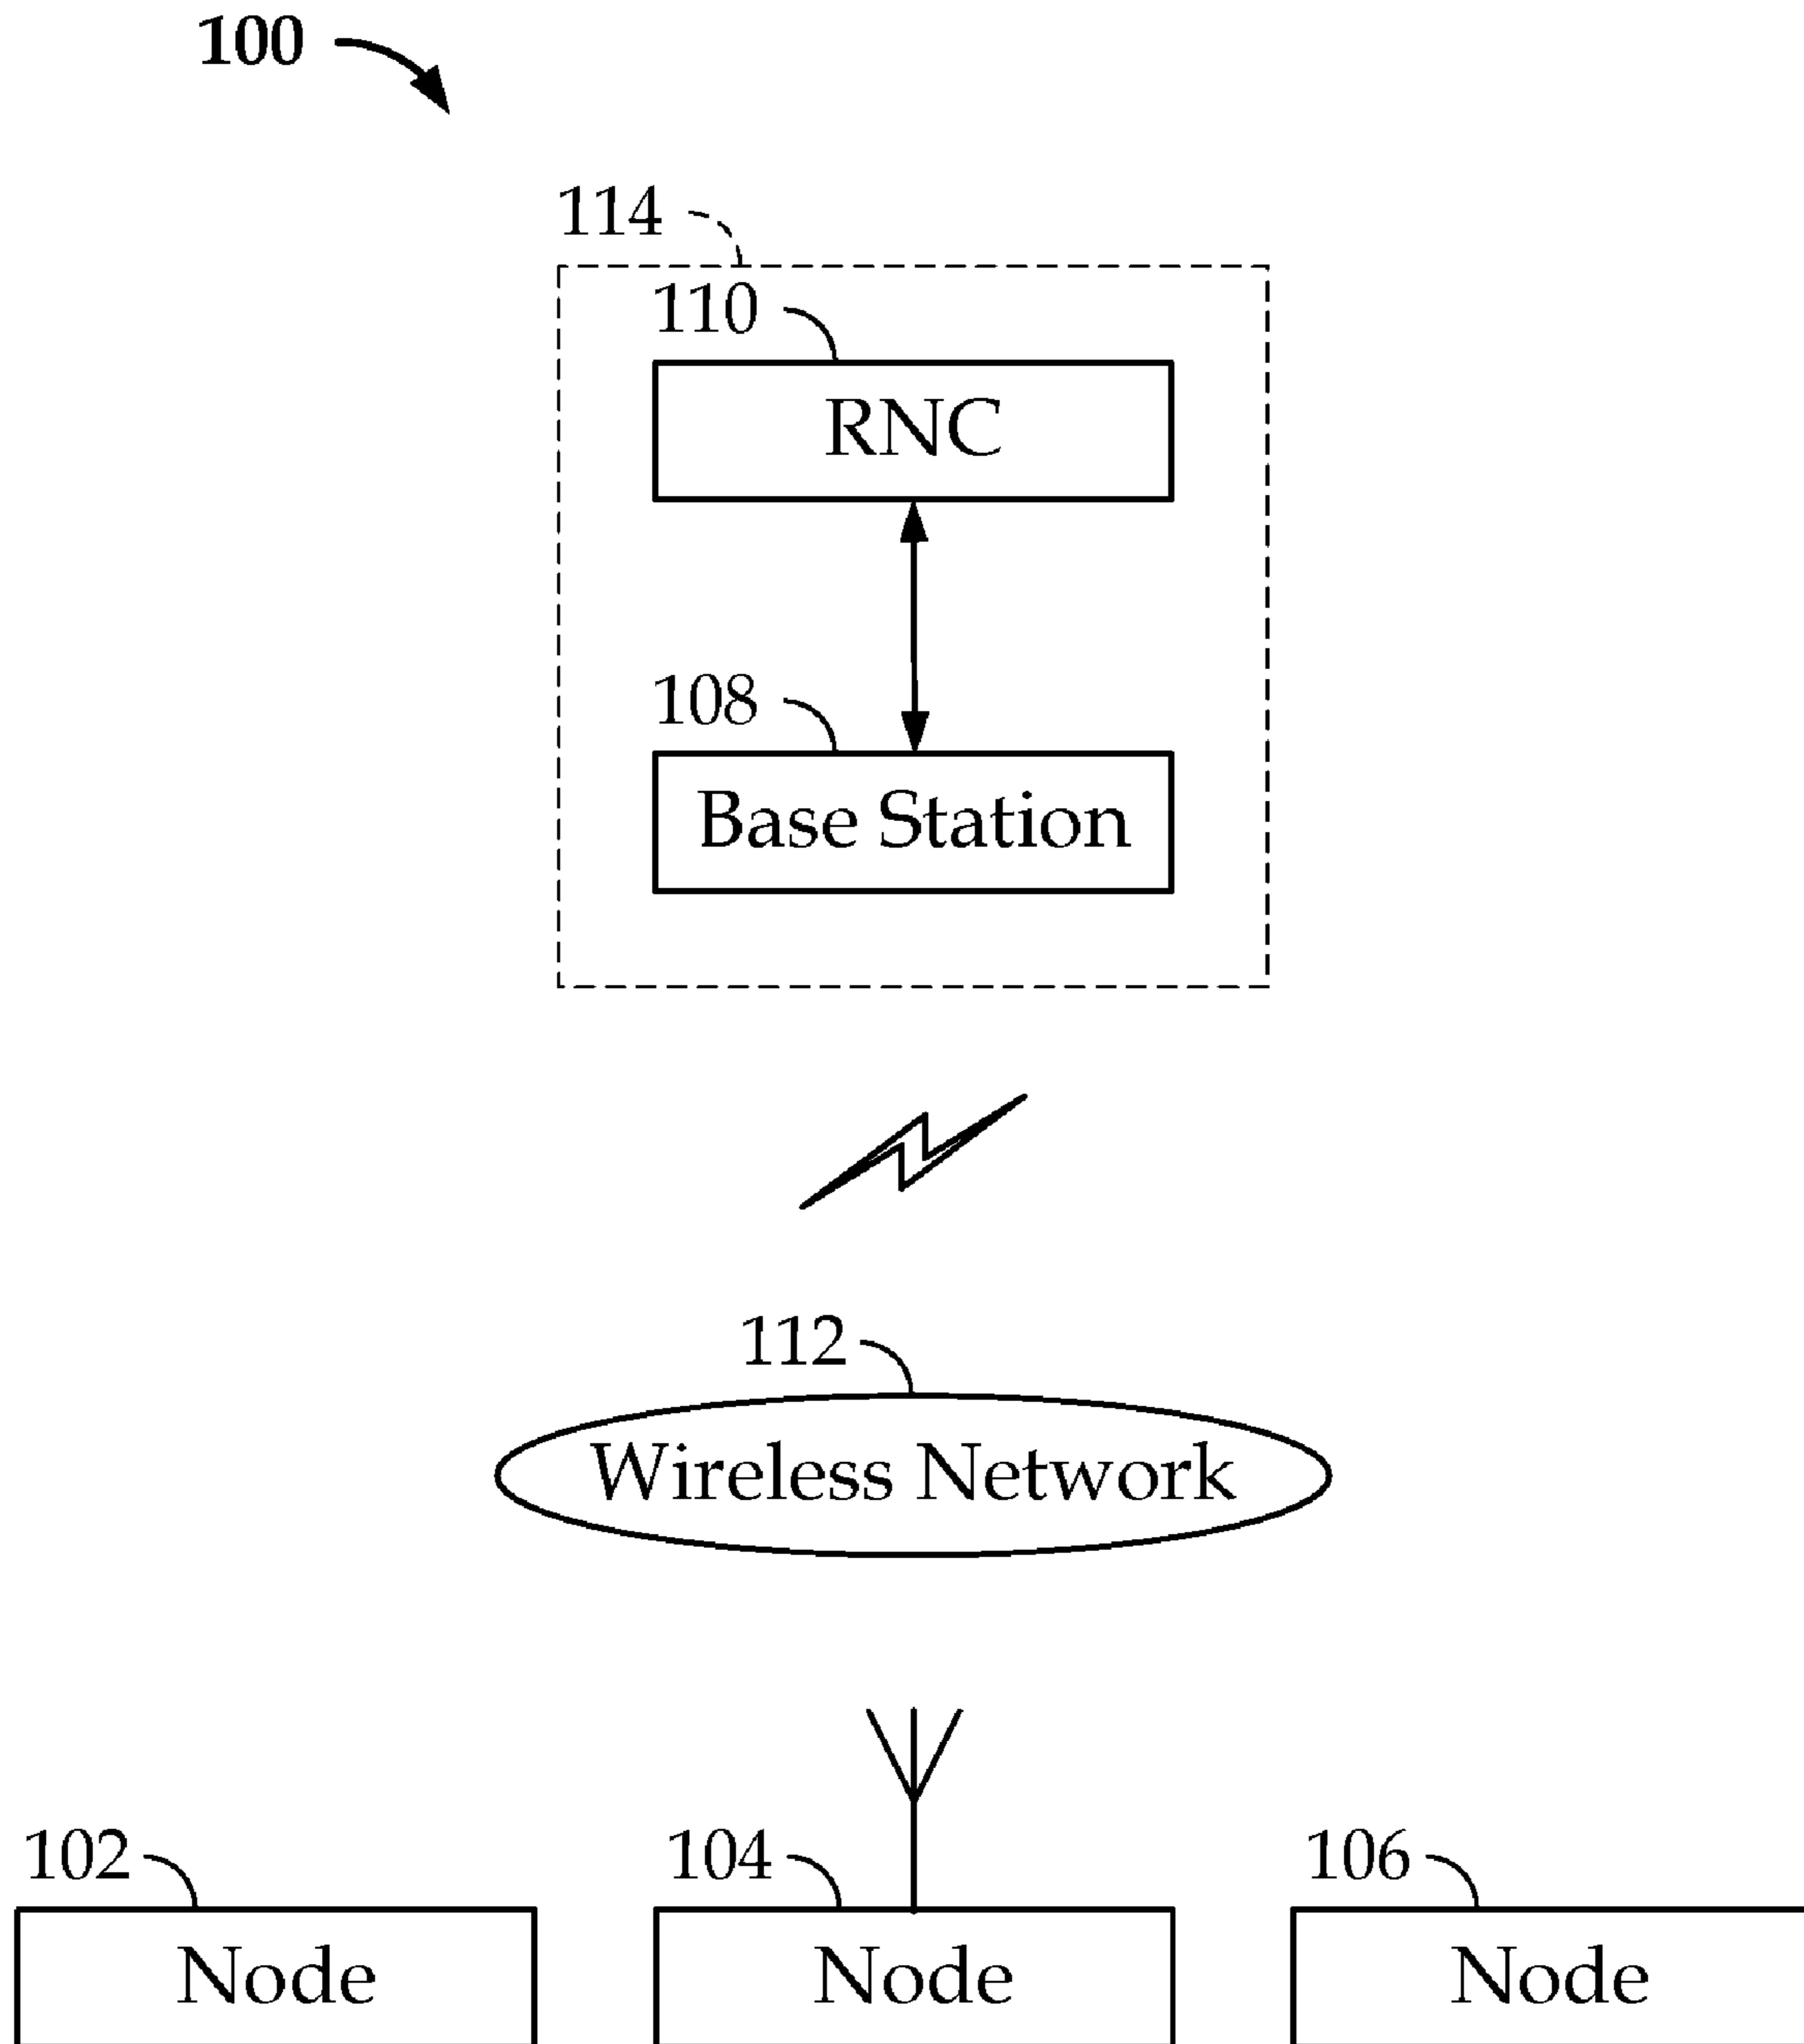 100
114
110
RNC
108
Base Station
112
Wireless Network
102 104 106
Node Node Node